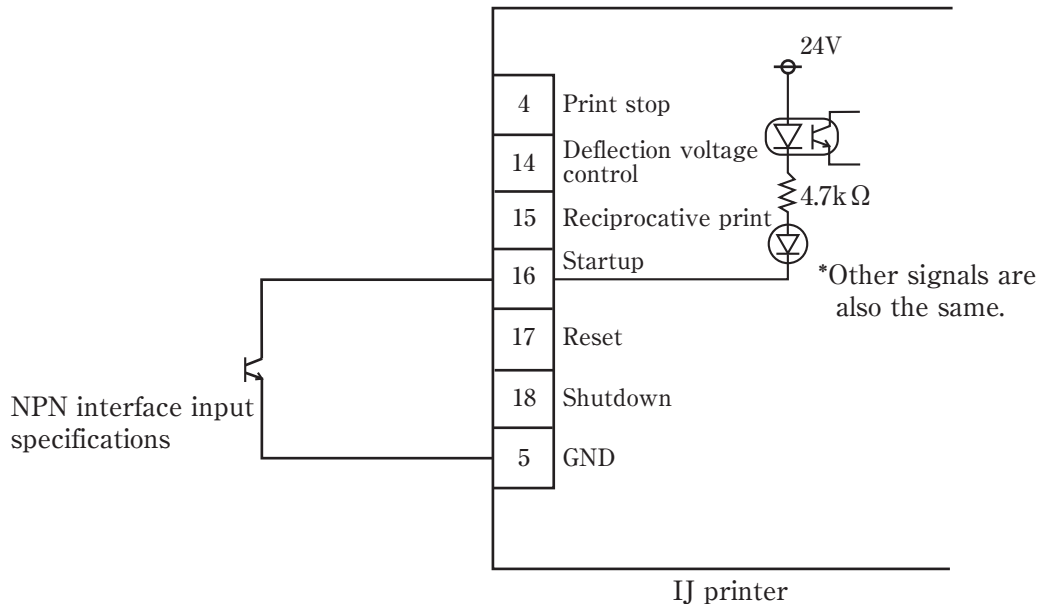 24V
4 Print stop
14 Deflection voltage
control
15 Reciprocative print
4.7k Ω
16 Startup
*Other signals are
also the same.
17 Reset
18 Shutdown
NPN interface input
specifications
5 GND
IJ printer